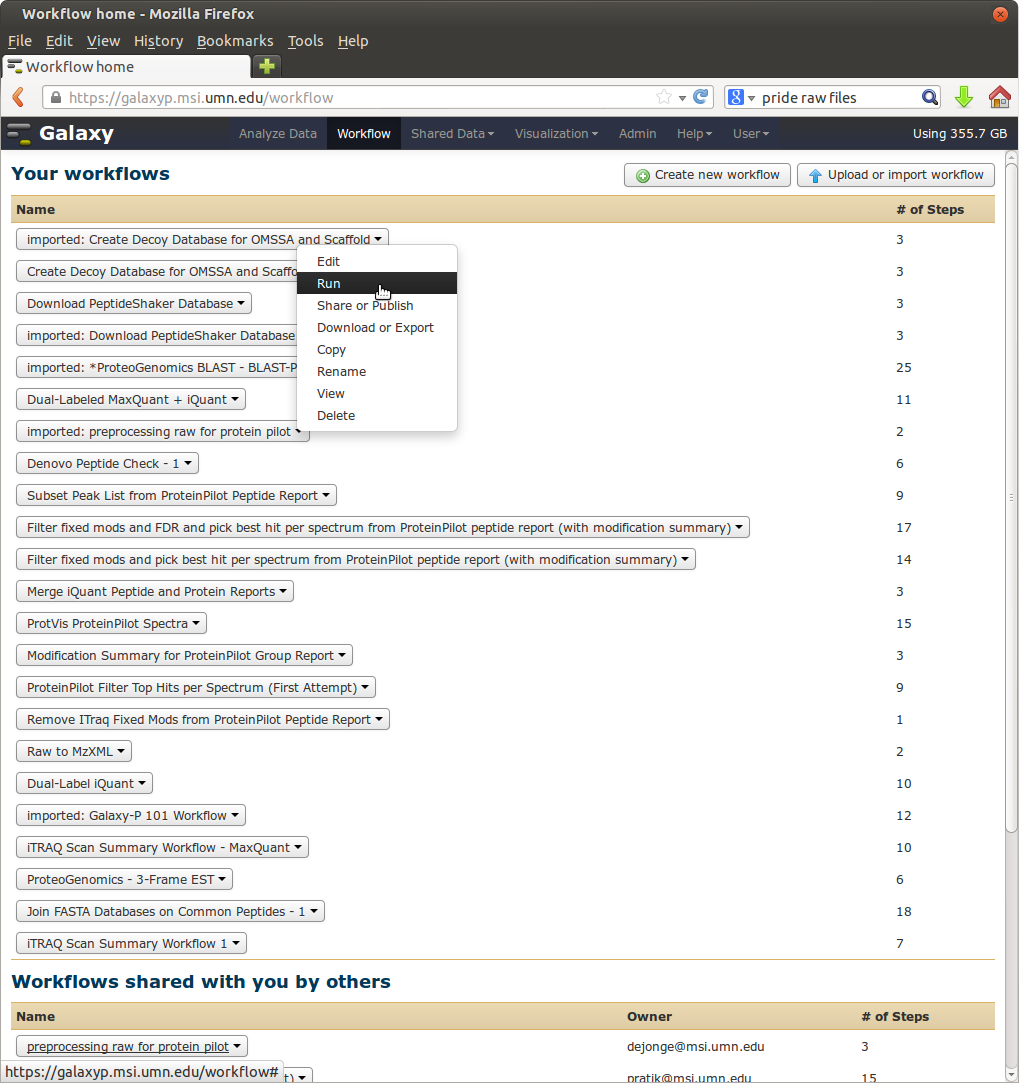 Workflow home - Mozilla Firefox
File Edit View History Bookmarks Tools Help
Workflow home
https://galaxyp.msi.umn.edu/workflow
pride raw files
Galaxy
Analyze Data Workflow Shared Data Visualization Admin Help User Using 355.7 GB
Your workflows
Create new workflow Upload or import workflow
Name # of Steps
imported: Create Decoy Database for OMSSA and Scaffold 3
Edit
Create Decoy Database for OMSSA and 3
Run
Download PeptideShaker Database 3
Share or Publish
Download or Export
imported: Download PeptideShaker Database 3
Copy
imported: *ProteoGenomics BLAST - 25
Rename
View
Dual-Labeled MaxQuant + iQuant 11
Delete
imported: preprocessing raw for protein pilot 2
Denovo Peptide Check - 1 6
Subset Peak List from ProteinPilot Peptide Report 9
Filter fixed mods and FDR and pick best hit per spectrum from ProteinPilot peptide report (with modification summary) 17
Filter fixed mods and pick best hit per spectrum from ProteinPilot peptide report (with modification summary) 14
Merge iQuant Peptide and Protein Reports 3
ProtVis ProteinPilot Spectra 15
Modification Summary for ProteinPilot Group Report 3
ProteinPilot Filter Top Hits per Spectrum (First Attempt) 9
Remove ITraq Fixed Mods from ProteinPilot Peptide Report 1
Raw to MzXML 2
Dual-Label iQuant 10
imported: Galaxy-P 101 Workflow 12
iTRAQ Scan Summary Workflow - MaxQuant 10
ProteoGenomics - 3-Frame EST 6
Join FASTA Databases on Common Peptides - 1 18
iTRAQ Scan Summary Workflow 1 7
Workflows shared with you by others
Name Owner # of Steps
preprocessing raw for protein pilot dejonge@msi.umn.edu 3
https://galaxyp.msi.umn.edu/workflow# pratik@msi.umn.edu 15